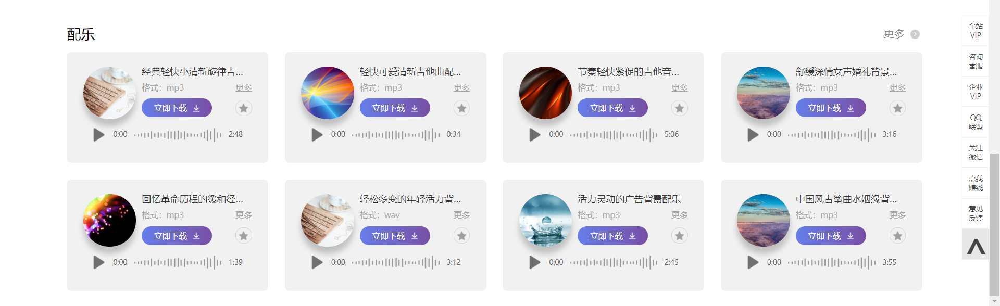 配乐
更多
经典轻快小清新旋律吉...
格式：mp3 更多
立即下载
0:00 2:48
轻快可爱清新吉他曲配...
格式：mp3 更多
立即下载
0:00 0:34
节奏轻快紧促的吉他音...
格式：mp3 更多
立即下载
0:00 5:06
舒缓深情女声婚礼背景...
格式：mp3 更多
立即下载
0:00 3:16
回忆革命历程的缓和经...
格式：mp3 更多
立即下载
0:00 1:39
轻松多变的年轻活力背...
格式：wav 更多
立即下载
0:00 3:12
活力灵动的广告背景配乐
格式：mp3 更多
立即下载
0:00 2:45
中国风古筝曲水姻缘背...
格式：mp3 更多
立即下载
0:00 3:55
全站
VIP
咨询
客服
企业
VIP
QQ
联盟
关注
微信
点我
赚钱
意见
反馈